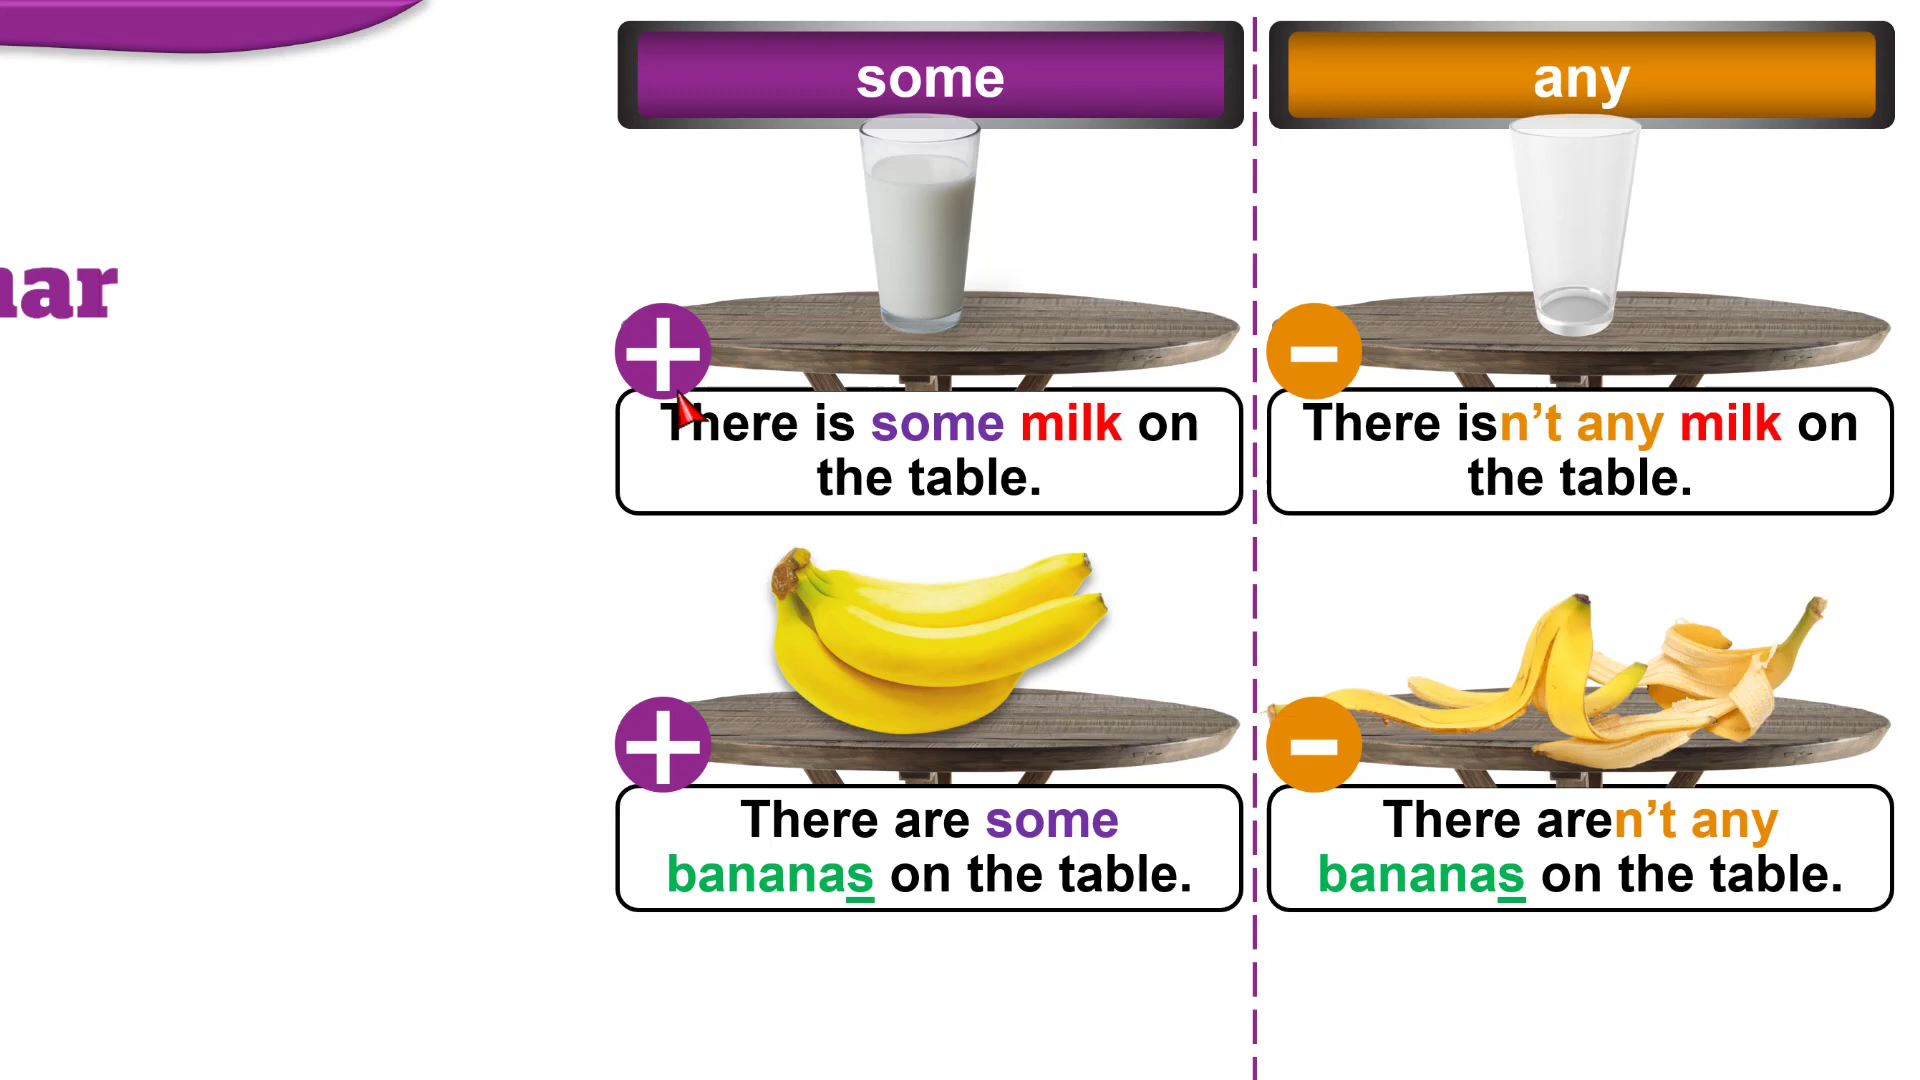 some
any
There is some milk on
the table.
There isn’t any milk on
the table.
There are some
bananas on the table.
There aren’t any
bananas on the table.